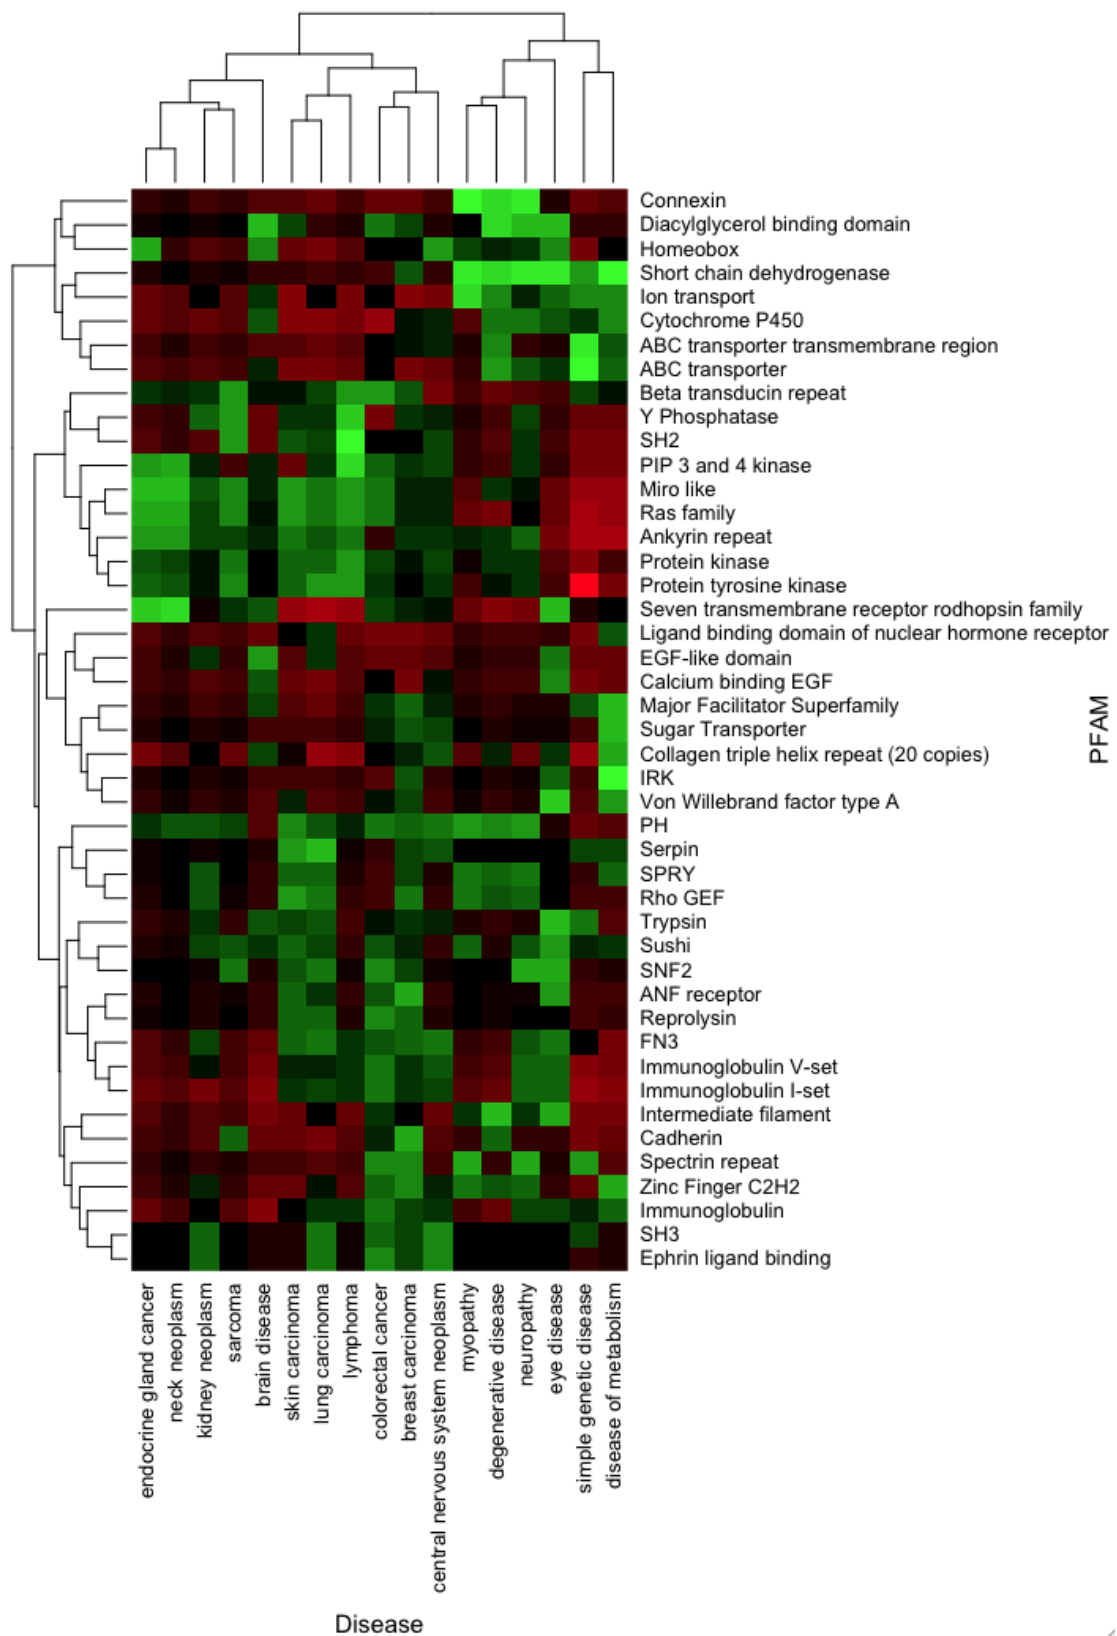 Connexin
Diacylglycerol binding domain
Homeobox
Short chain dehydrogenase
Ion transport
Cytochrome P450
ABC transporter transmembrane region
ABC transporter
Beta transducin repeat
Y Phosphatase
SH2
PIP 3 and 4 kinase
Miro like
Ras family
Ankyrin repeat
Protein kinase
Protein tyrosine kinase
Seven transmembrane receptor rodhopsin family
Ligand binding domain of nuclear hormone receptor
EGF-like domain
Calcium binding EGF
Major Facilitator Superfamily
Sugar Transporter
Collagen triple helix repeat (20 copies)
IRK
Von Willebrand factor type A
PH
Serpin
SPRY
Rho GEF
Trypsin
Sushi
SNF2
ANF receptor
Reprolysin
FN3
Immunoglobulin V-set
Immunoglobulin I-set
Intermediate filament
Cadherin
Spectrin repeat
Zinc Finger C2H2
Immunoglobulin
SH3
Ephrin ligand binding
PFAM
endocrine gland cancer
neck neoplasm
kidney neoplasm
sarcoma
brain disease
skin carcinoma
lung carcinoma
lymphoma
colorectal cancer
breast carcinoma
central nervous system neoplasm
myopathy
degenerative disease
neuropathy
eye disease
simple genetic disease
disease of metabolism
Disease